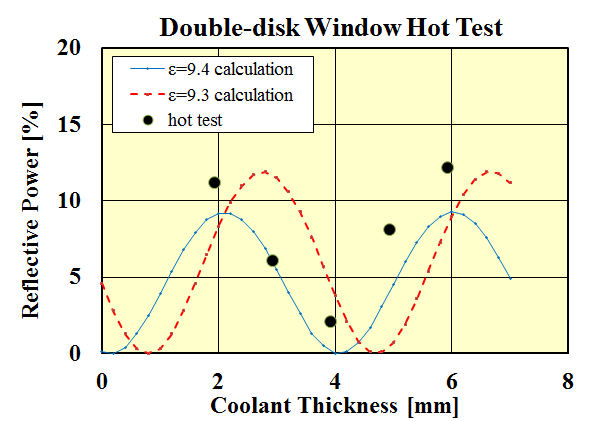 Double-disk Window Hot Test
20
15
10
5
0
Reflective Power [%]
ε=9.4 calculation
ε=9.3 calculation
hot test
0 2 4 6 8
Coolant Thickness [mm]